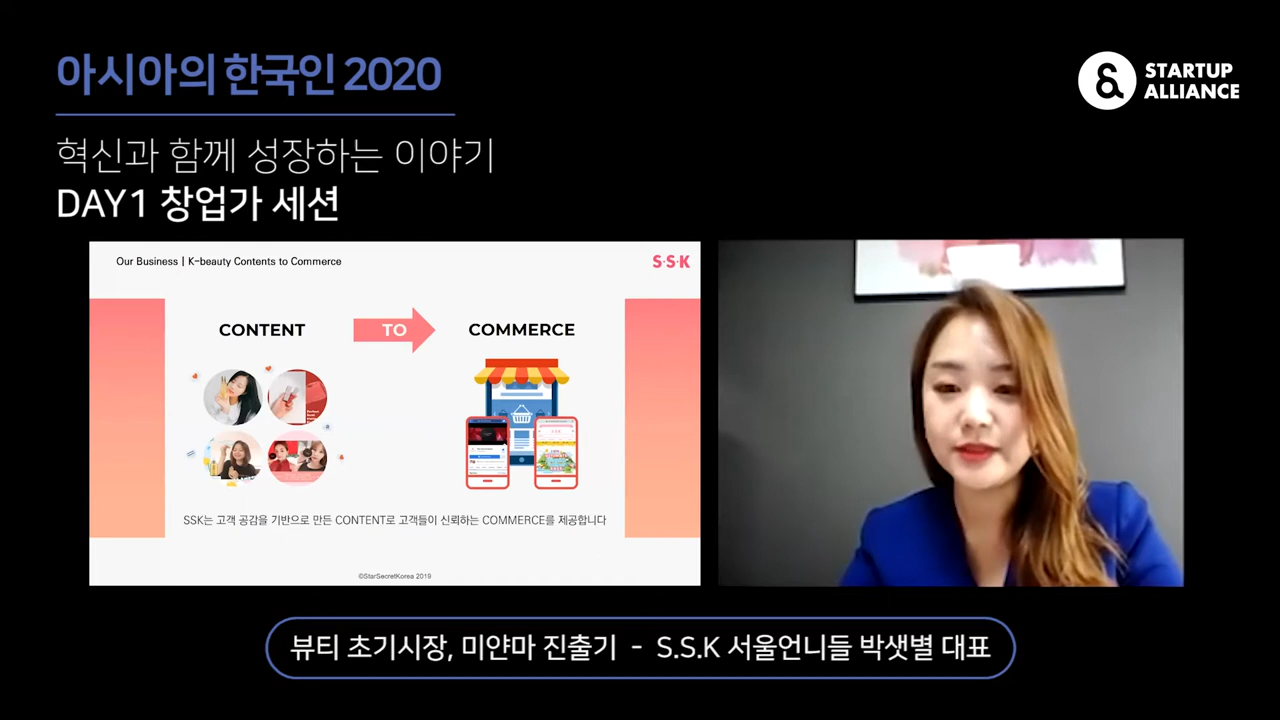 아시아의 한국인 2020
STARTUP
ALLIANCE
혁신과 함께 성장하는 이야기
DAY1 창업가 세션
Our Business | K-beauty Contents to Commerce
S·S·K
CONTENT
TO
COMMERCE
SSK는 고객 공감을 기반으로 만든 CONTENT로 고객들이 신뢰하는 COMMERCE를 제공합니다
©StarSecretKorea 2019
뷰티 초기시장, 미얀마 진출기 - S.S.K 서울언니들 박샛별 대표